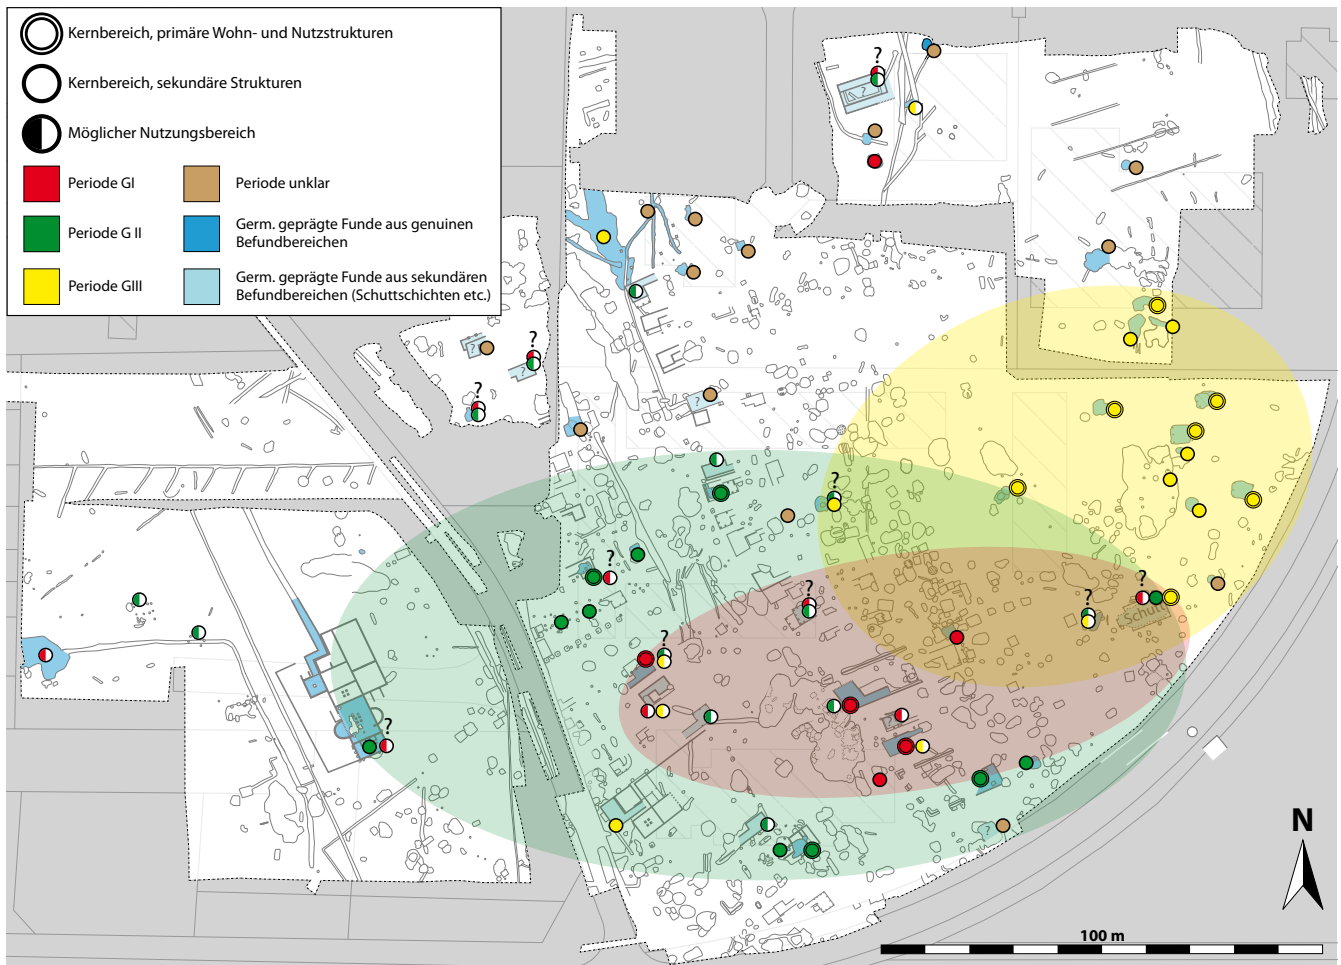 Kernbereich, primäre Wohn- und Nutzstrukturen
Kernbereich, sekundäre Strukturen
Möglicher Nutzungsbereich
Periode GI
Periode unklar
Periode G II
Germ. geprägte Funde aus genuinen
Befundbereichen
Periode GIII
Germ. geprägte Funde aus sekundären
Befundbereichen (Schuttschichten etc.)
?
?
?
?
?
?
?
?
?
?
?
?
?
?
Schutt
?
?
?
?
N
100 m